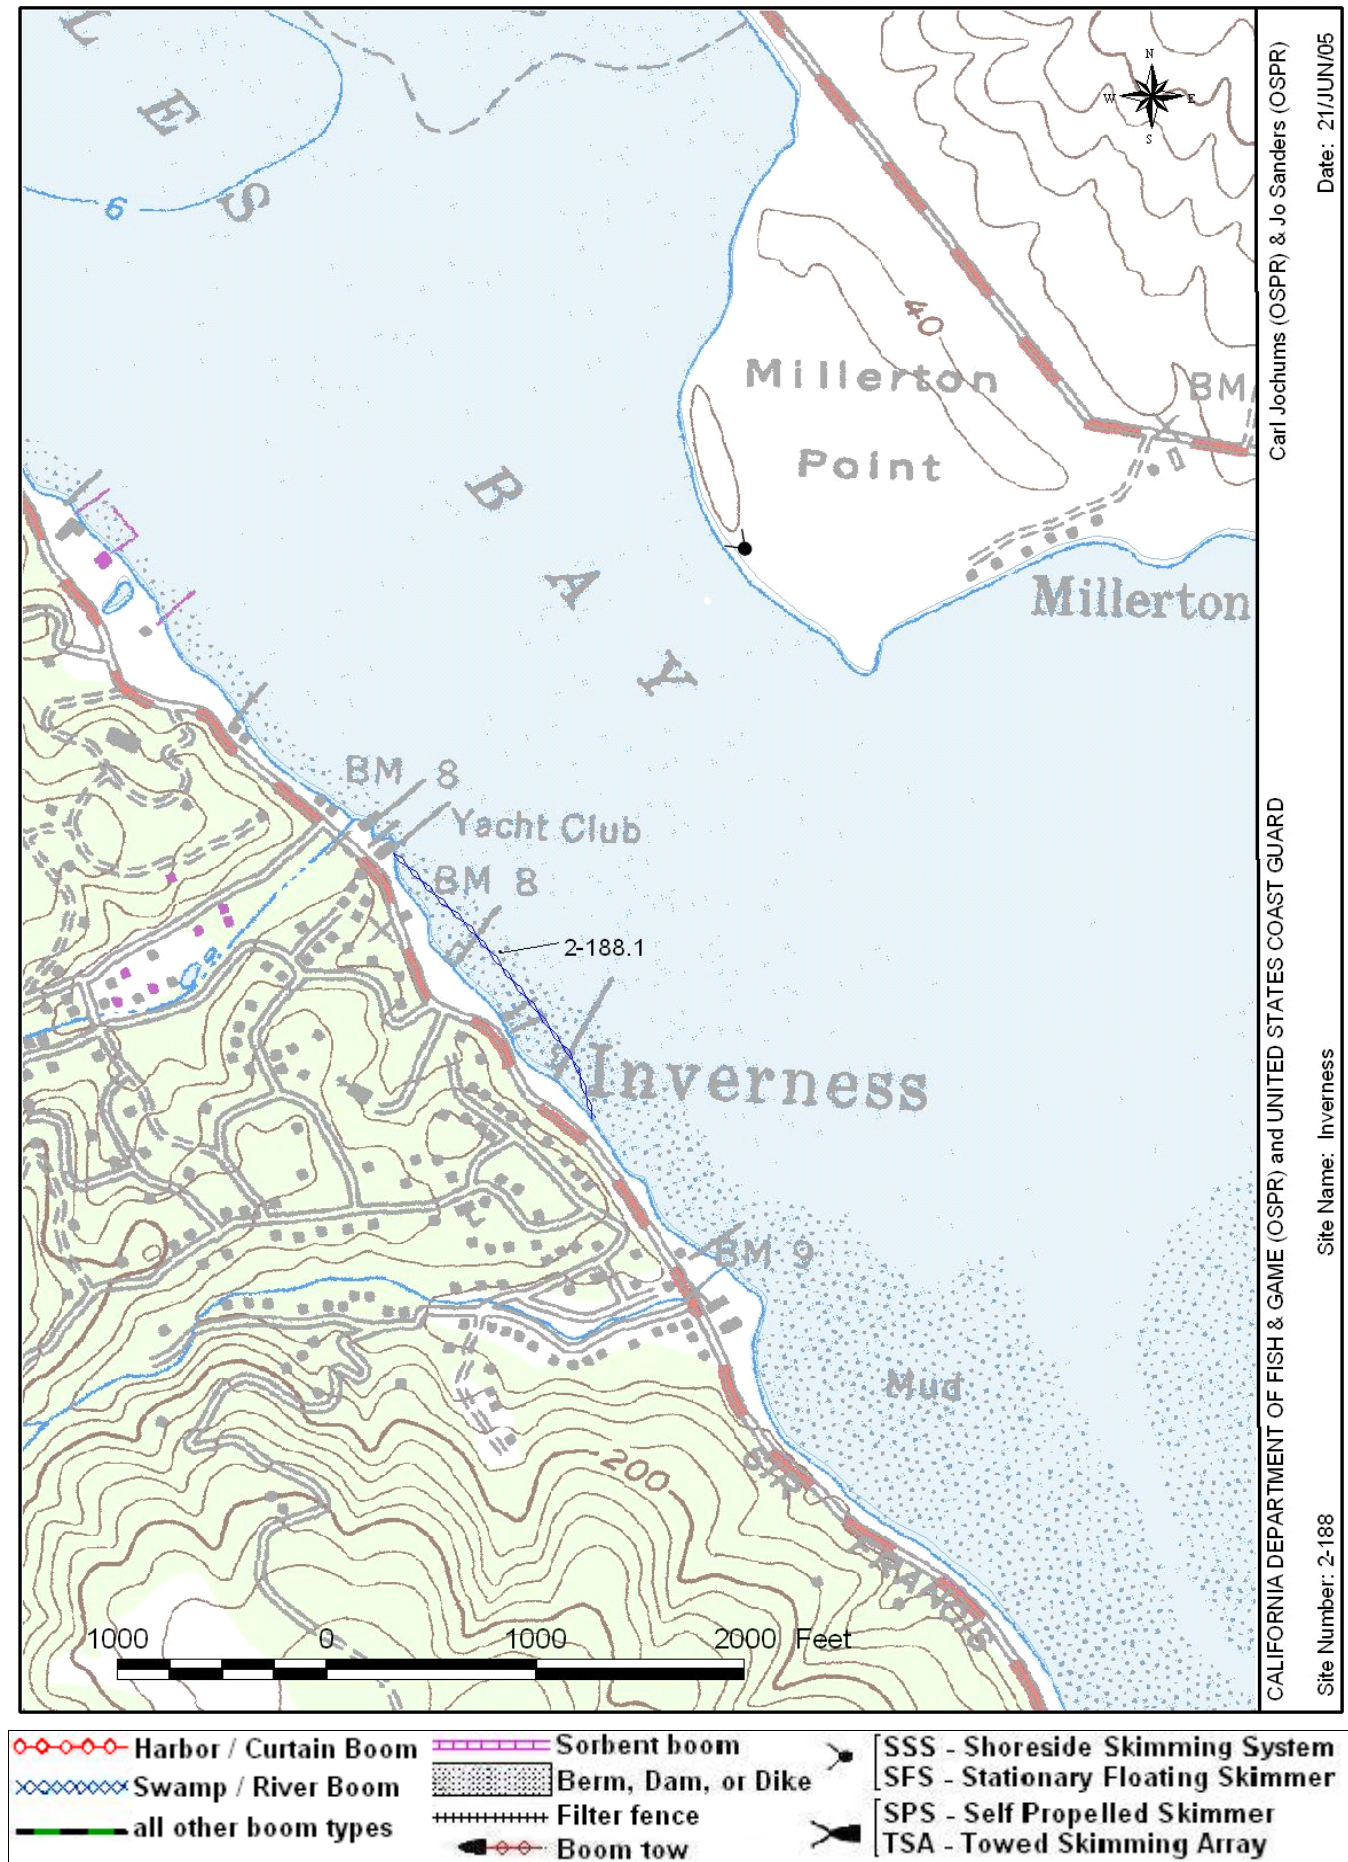 L
E
S
N
W E
S
6
40
Millerton
Point
BM
B
A
Y
Millerton
BM 8
Yacht Club
BM 8
2-188.1
Inverness
BM 9
Mud
200
SIR
FRANCIS
1000 0 1000 2000 Feet
Carl Jochums (OSPR) & Jo Sanders (OSPR)
Date: 21/JUN/05
CALIFORNIA DEPARTMENT OF FISH & GAME (OSPR) and UNITED STATES COAST GUARD
Site Name: Inverness
Site Number: 2-188
Harbor / Curtain Boom
Swamp / River Boom
all other boom types
Sorbent boom
Berm, Dam, or Dike
Filter fence
Boom tow
SSS - Shoreside Skimming System
SFS - Stationary Floating Skimmer
SPS - Self Propelled Skimmer
TSA - Towed Skimming Array